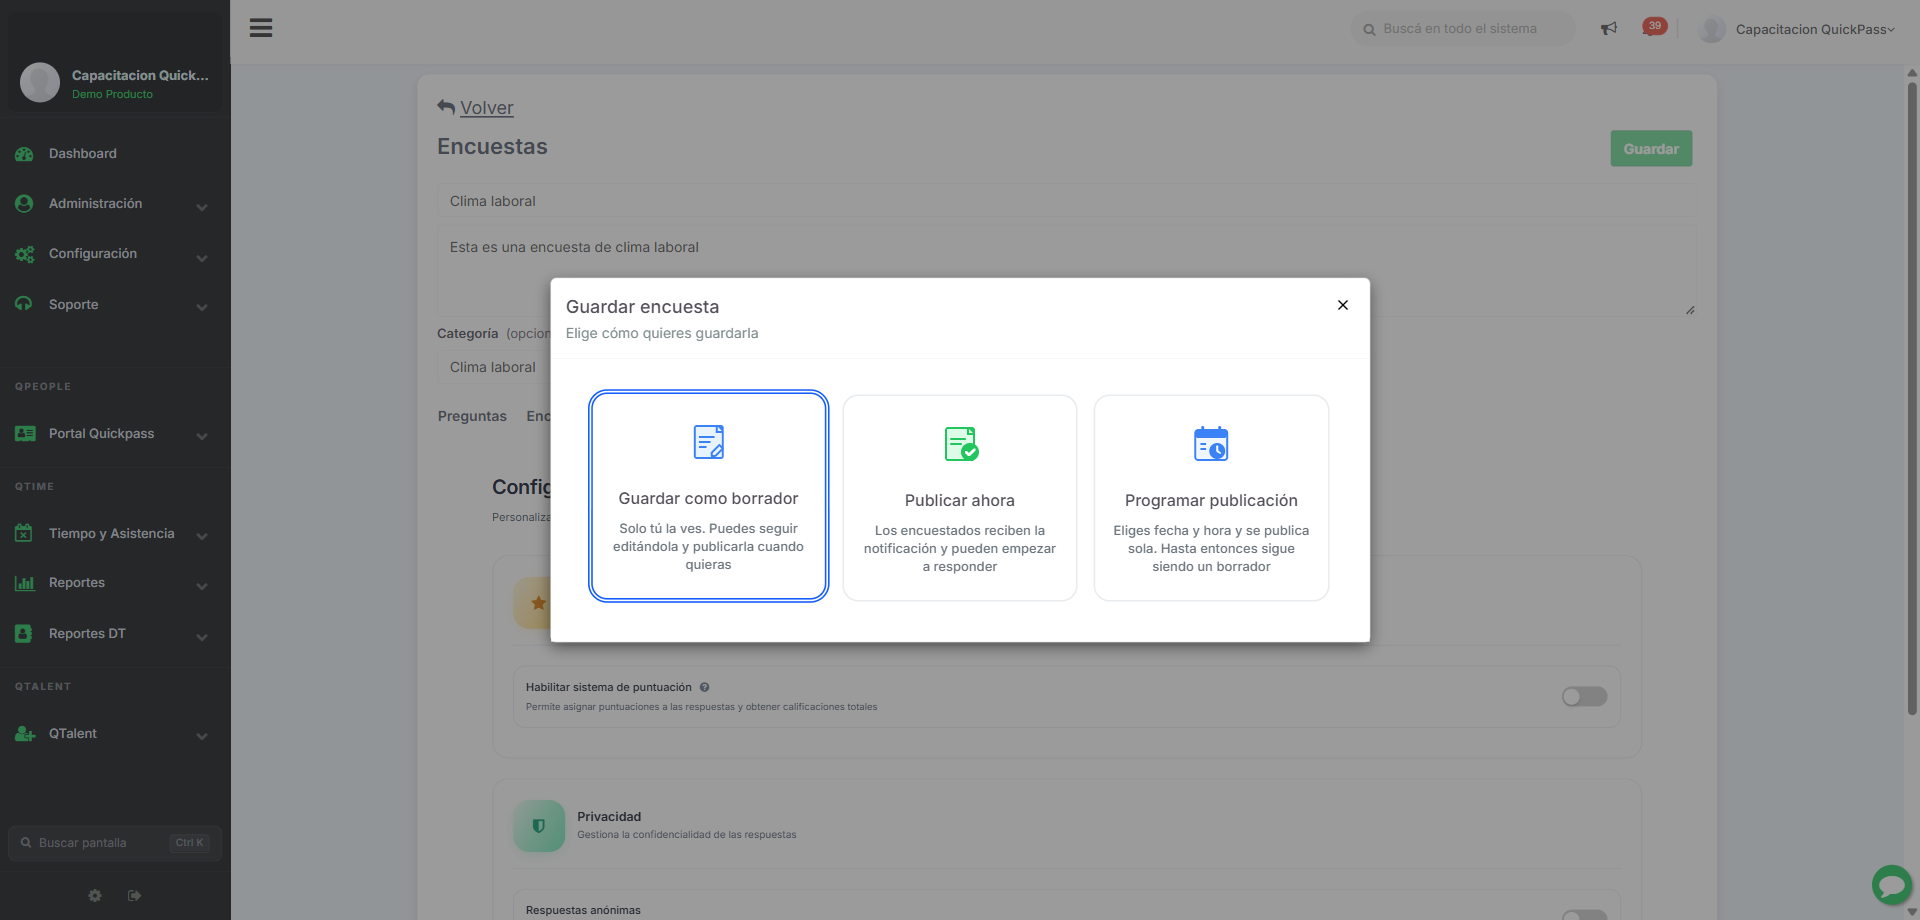 Capacitacion Quick...
Demo Producto
Dashboard
Administración
Configuración
Soporte
QPEOPLE
Portal Quickpass
QTIME
Tiempo y Asistencia
Reportes
Reportes DT
QTALENT
QTalent
Buscar pantalla
Ctrl K
Buscá en todo el sistema
39
Capacitacion QuickPass
Volver
Encuestas
Guardar
Clima laboral
Esta es una encuesta de clima laboral
Categoría (opcion
Clima laboral
Preguntas Enc
Config
Personaliza
Guardar encuesta
Elige cómo quieres guardarla
Guardar como borrador
Solo tú la ves. Puedes seguir
editándola y publicarla cuando
quieras
Publicar ahora
Los encuestados reciben la
notificación y pueden empezar
a responder
Programar publicación
Eliges fecha y hora y se publica
sola. Hasta entonces sigue
siendo un borrador
Habilitar sistema de puntuación
Permite asignar puntuaciones a las respuestas y obtener calificaciones totales
Privacidad
Gestiona la confidencialidad de las respuestas
Respuestas anónimas